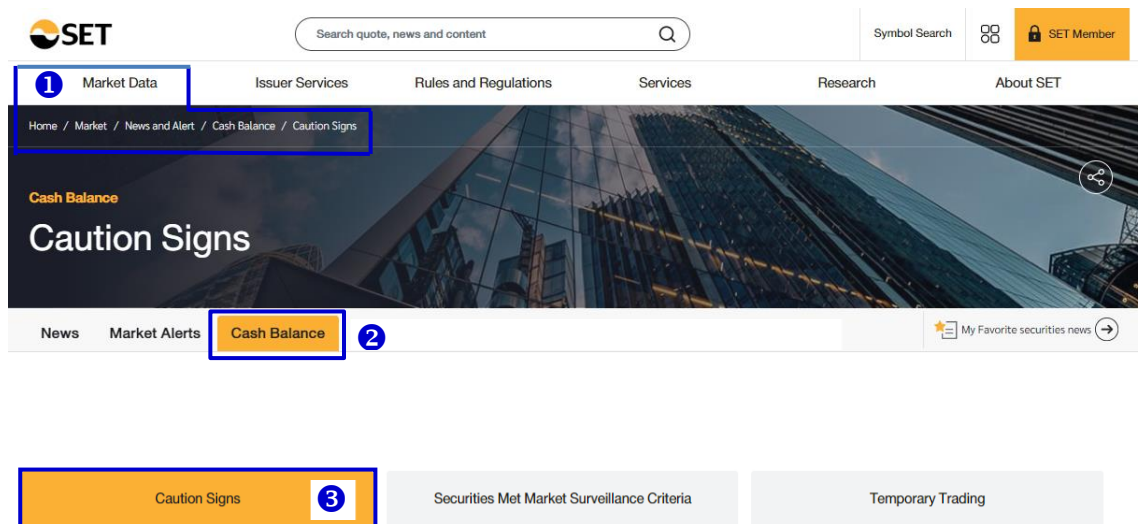 SET
Search quote, news and content
Symbol Search
SET Member
1 Market Data Issuer Services Rules and Regulations Services Research About SET
Home / Market / News and Alert / Cash Balance / Caution Signs
Cash Balance
Caution Signs
News Market Alerts Cash Balance 2 My Favorite securities news
Caution Signs 3 Securities Met Market Surveillance Criteria Temporary Trading